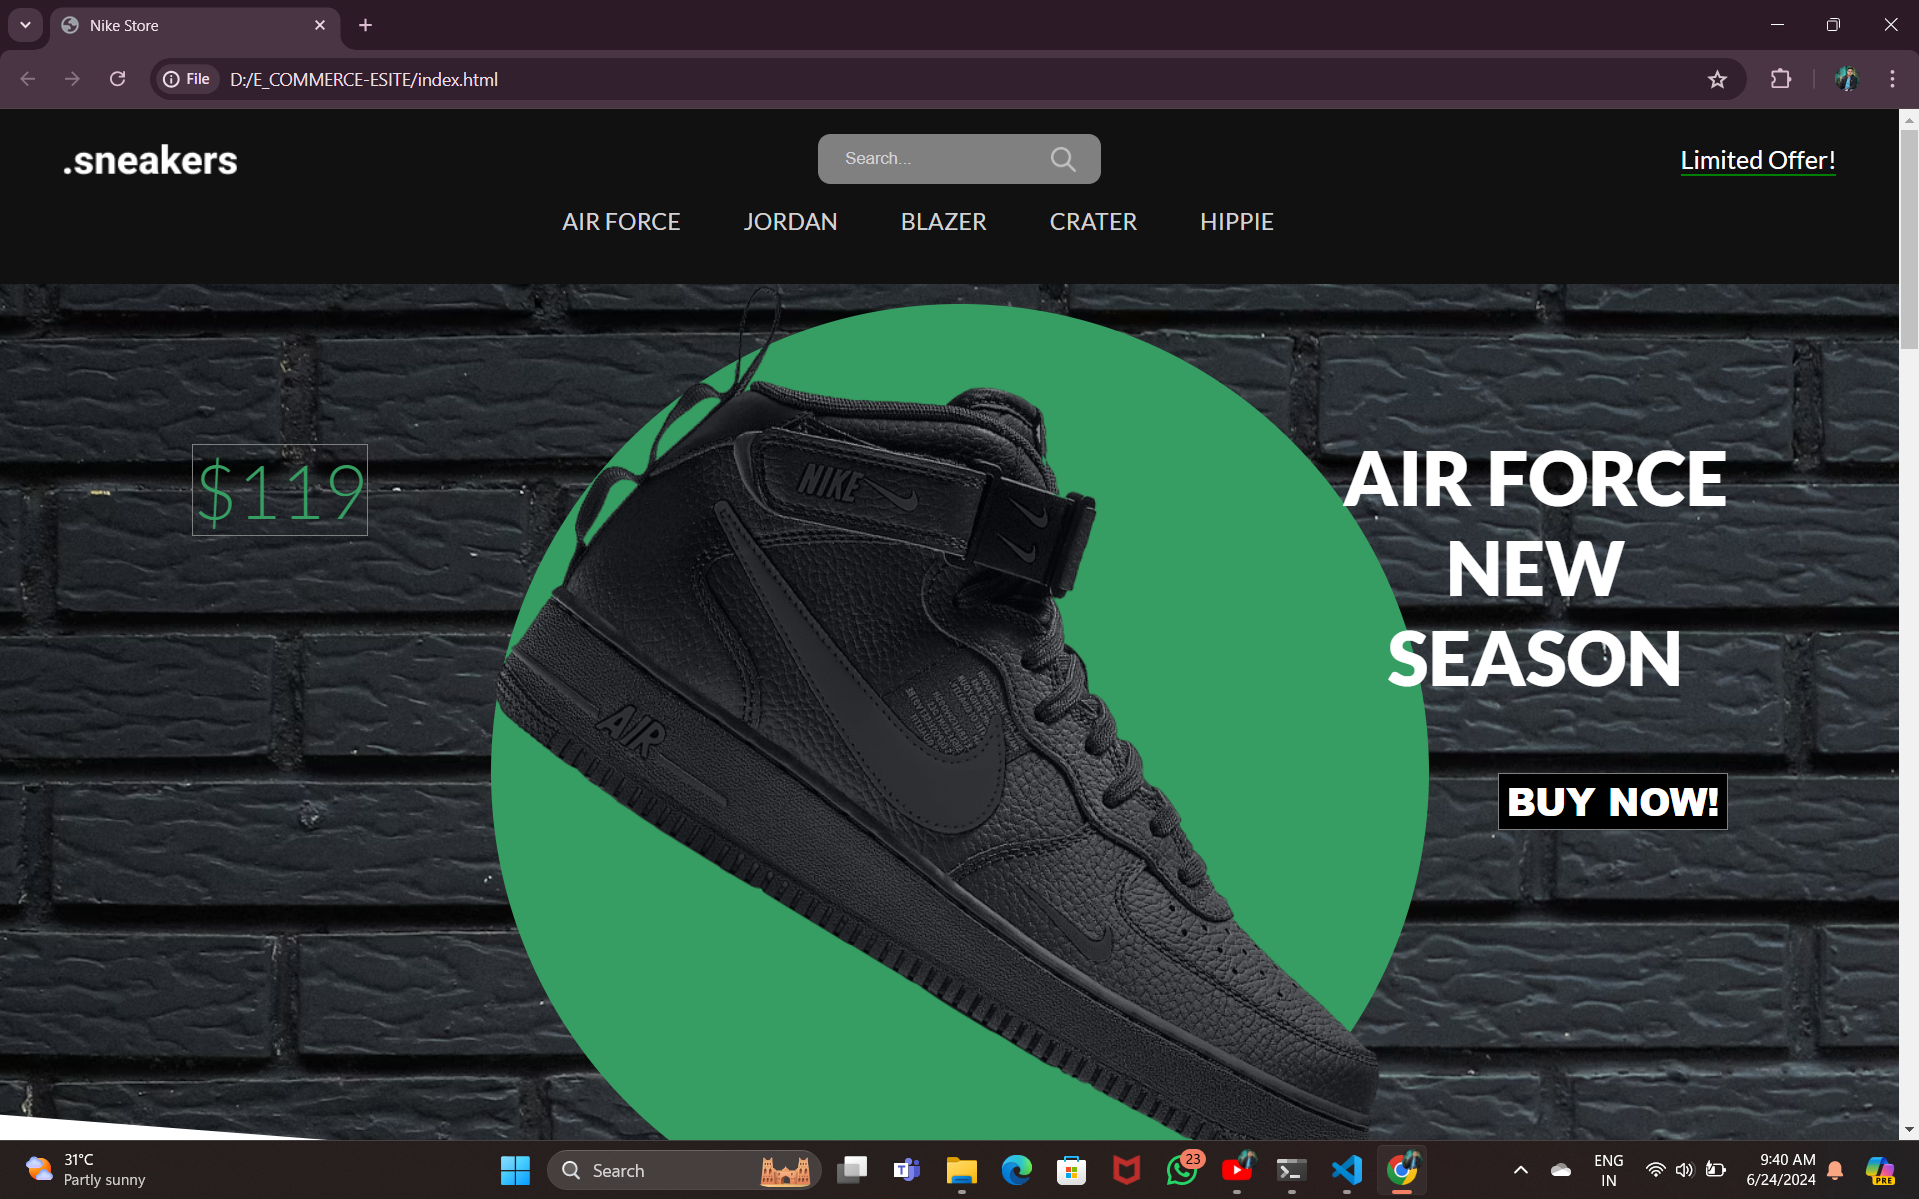 Nike Store
File
D:/E_COMMERCE-ESITE/index.html
.sneakers
Search...
Limited Offer!
AIR FORCE
JORDAN
BLAZER
CRATER
HIPPIE
$119
NIKE
AIR
AIR FORCE
NEW
SEASON
BUY NOW!
31°C
Partly sunny
Search
23
ENG
IN
9:40 AM
6/24/2024
PRE